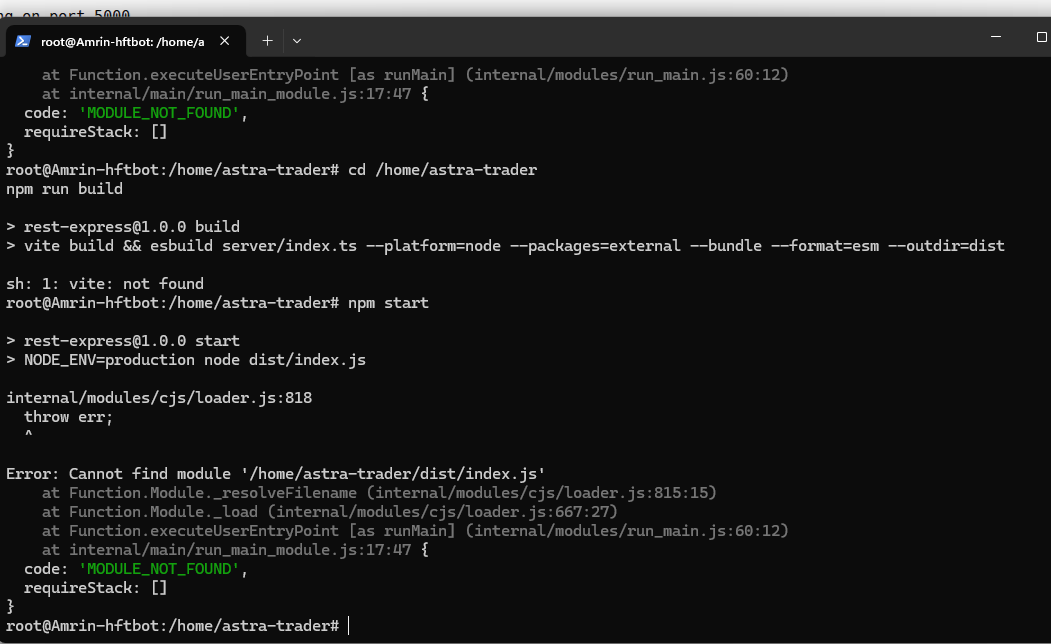 ng on port 5000
root@Amrin-hftbot: /home/a
at Function.executeUserEntryPoint [as runMain] (internal/modules/run_main.js:60:12)
at internal/main/run_main_module.js:17:47 {
code: 'MODULE_NOT_FOUND',
requireStack: []
}
root@Amrin-hftbot:/home/astra-trader# cd /home/astra-trader
npm run build
> rest-express@1.0.0 build
> vite build && esbuild server/index.ts --platform=node --packages=external --bundle --format=esm --outdir=dist
sh: 1: vite: not found
root@Amrin-hftbot:/home/astra-trader# npm start
> rest-express@1.0.0 start
> NODE_ENV=production node dist/index.js
internal/modules/cjs/loader.js:818
throw err;
^
Error: Cannot find module '/home/astra-trader/dist/index.js'
at Function.Module._resolveFilename (internal/modules/cjs/loader.js:815:15)
at Function.Module._load (internal/modules/cjs/loader.js:667:27)
at Function.executeUserEntryPoint [as runMain] (internal/modules/run_main.js:60:12)
at internal/main/run_main_module.js:17:47 {
code: 'MODULE_NOT_FOUND',
requireStack: []
}
root@Amrin-hftbot:/home/astra-trader#